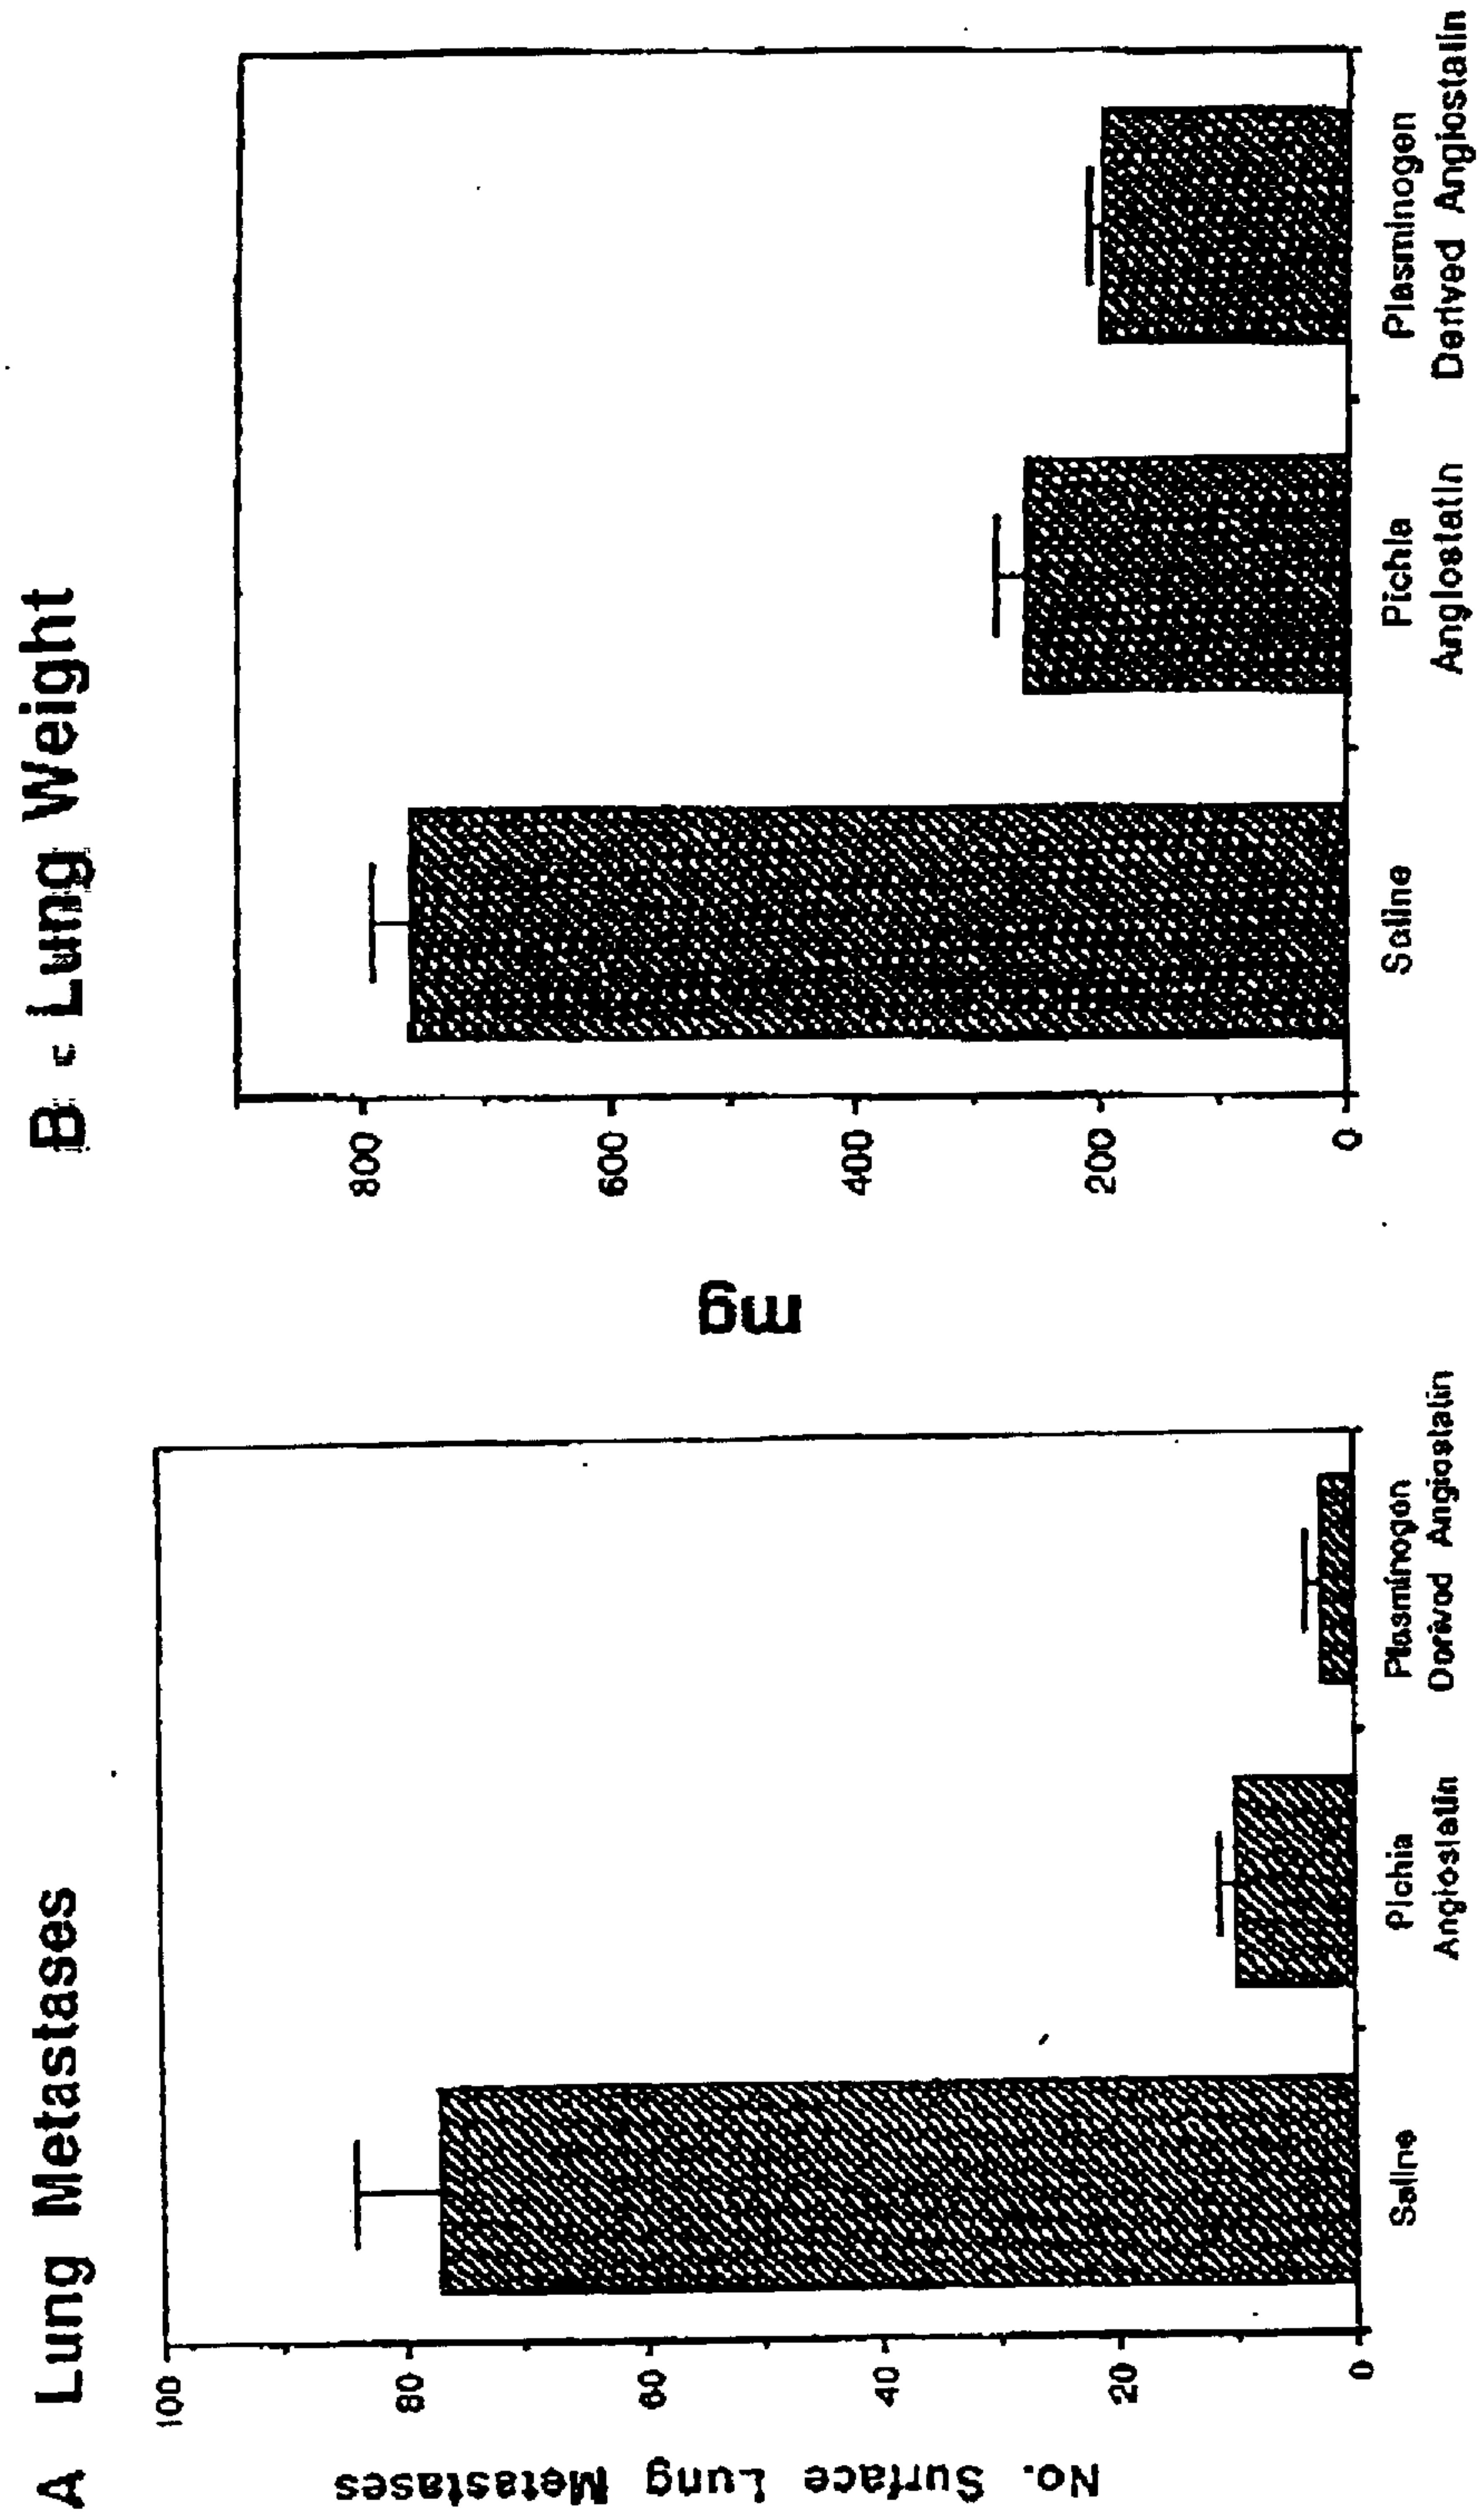 A Lung Metastases
No. Surface Lung Metastases
100
80
60
40
20
0
Saline
Pichia
Angiostatin
Plasminogen
Derived Angiostatin
B - Lung Weight
mg
800
600
400
200
0
Saline
Pichia
Angiostatin
Plasminogen
Derived Angiostatin